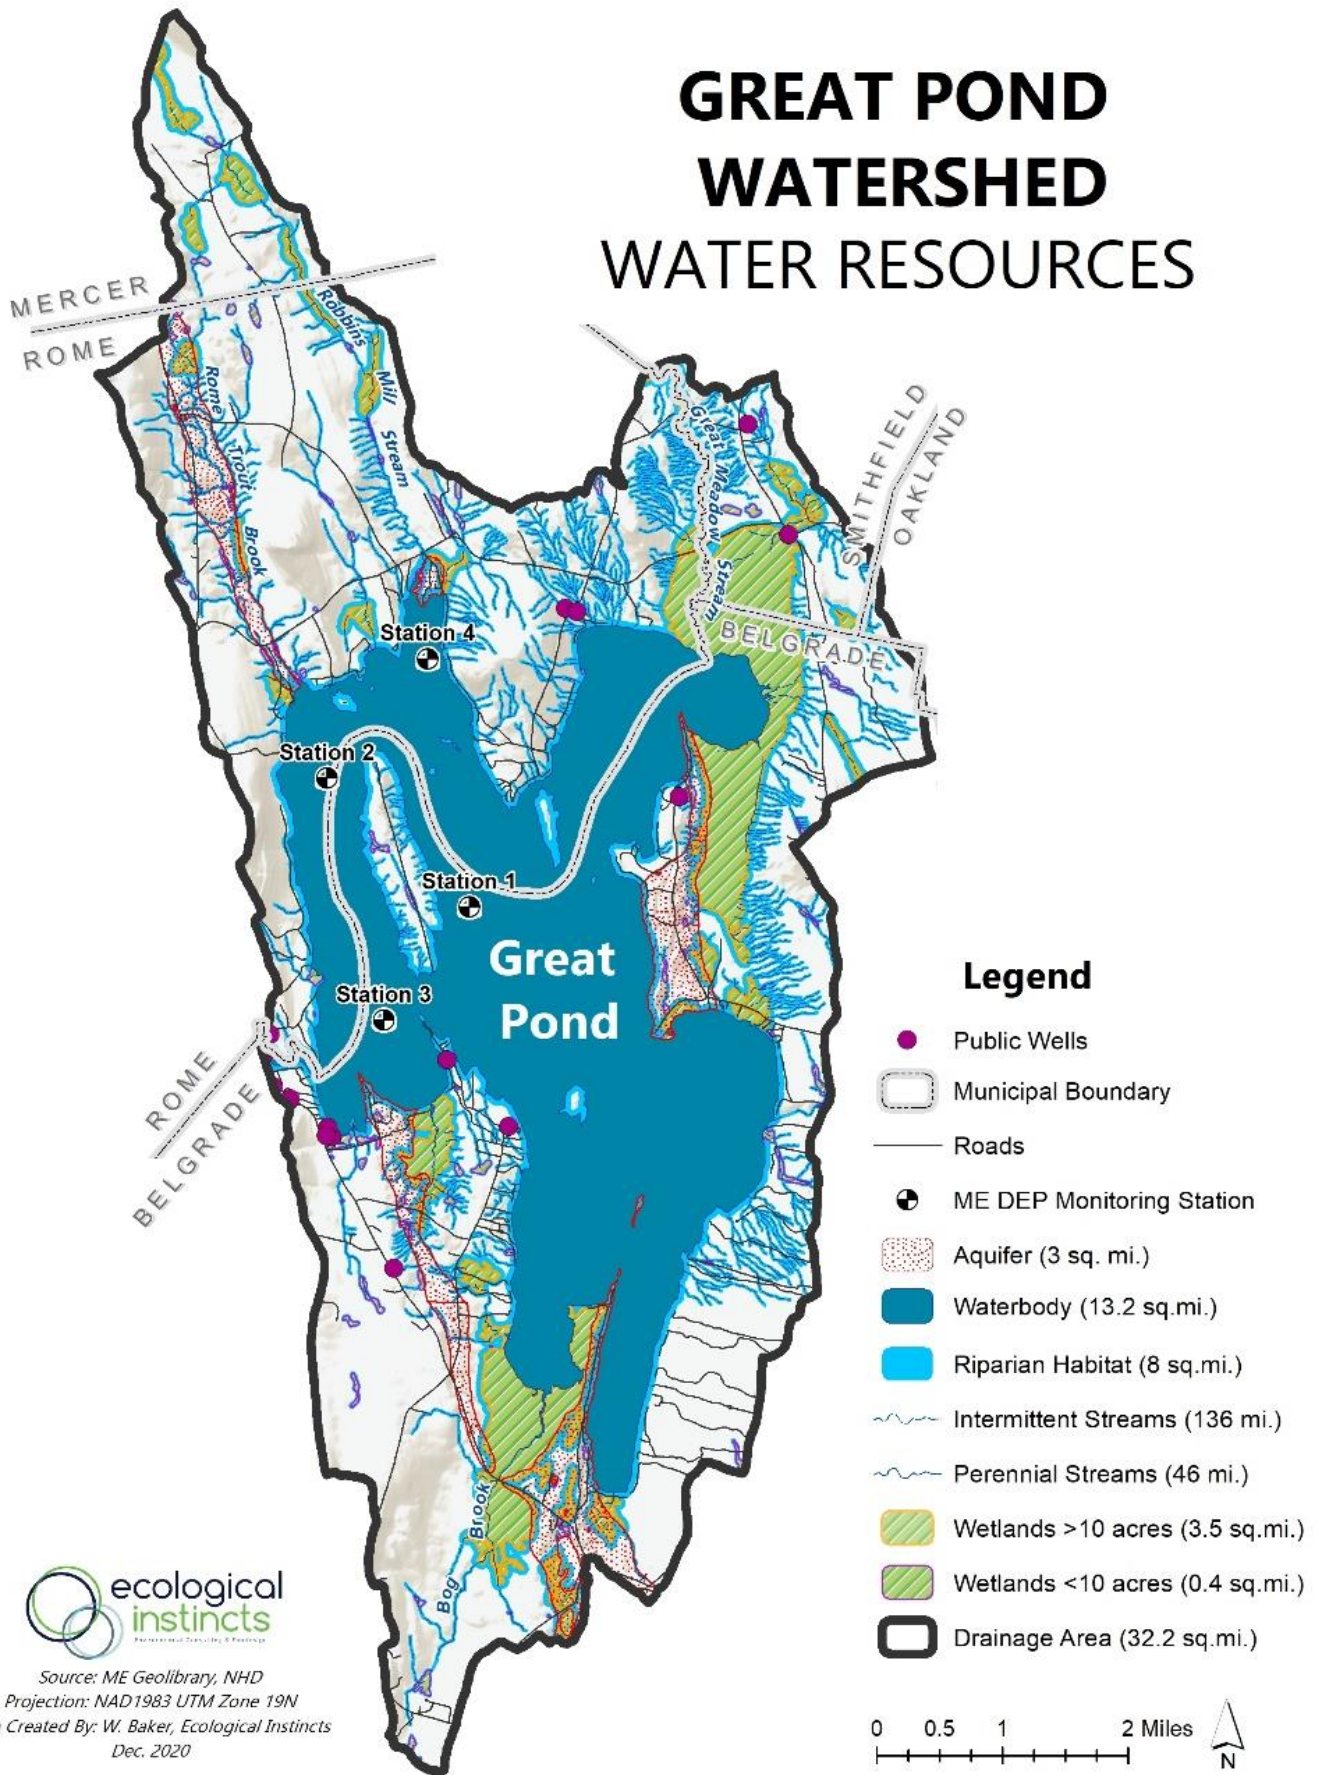 GREAT POND
WATERSHED
WATER RESOURCES
MERCER
ROME
Robbins
Mill
Stream
Rome
Trout
Brook
Great
Meadow
Stream
SMITHFIELD
OAKLAND
BELGRADE
Station 4
Station 2
Station 1
Great
Pond
Station 3
ROME
BELGRADE
Brook
Bog
Legend
Public Wells
Municipal Boundary
Roads
ME DEP Monitoring Station
Aquifer (3 sq. mi.)
Waterbody (13.2 sq.mi.)
Riparian Habitat (8 sq.mi.)
Intermittent Streams (136 mi.)
Perennial Streams (46 mi.)
Wetlands >10 acres (3.5 sq.mi.)
Wetlands <10 acres (0.4 sq.mi.)
Drainage Area (32.2 sq.mi.)
0 0.5 1 2 Miles
N
ecological
instincts
Source: ME Geolibrary, NHD
Projection: NAD1983 UTM Zone 19N
Created By: W. Baker, Ecological Instincts
Dec. 2020